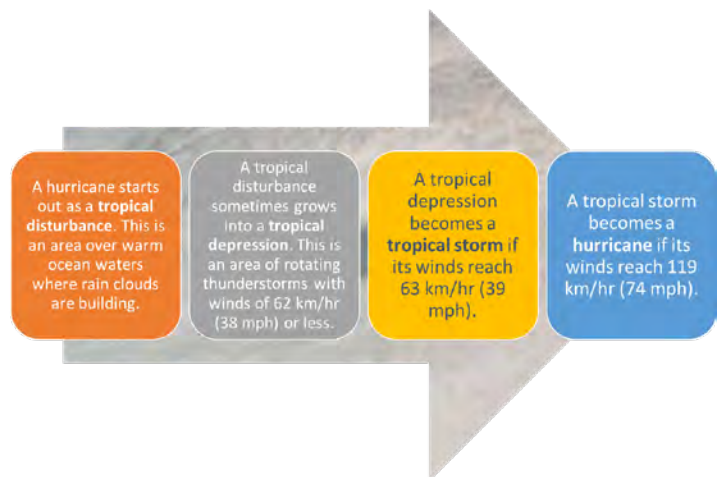 A hurricane starts
out as a tropical
disturbance. This is
an area over warm
ocean waters
where rain clouds
are building.
A tropical
disturbance
sometimes grows
into a tropical
depression. This is
an area of rotating
thunderstorms with
winds of 62 km/hr
(38 mph) or less.
A tropical
depression
becomes a
tropical storm if
its winds reach
63 km/hr (39
mph).
A tropical storm
becomes a
hurricane if its
winds reach 119
km/hr (74 mph).